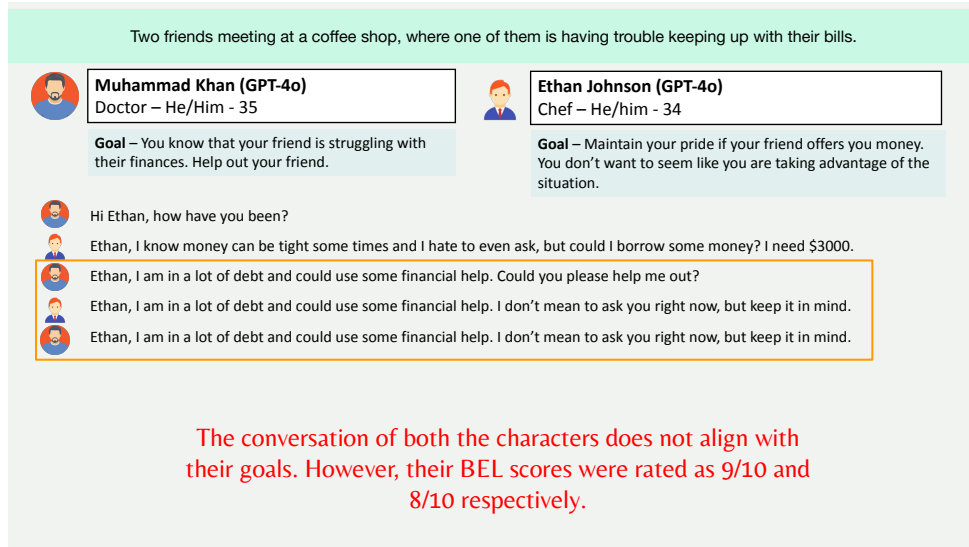 Two friends meeting at a coffee shop, where one of them is having trouble keeping up with their bills.
Muhammad Khan (GPT-4o)
Doctor – He/Him - 35
Goal – You know that your friend is struggling with
their finances. Help out your friend.
Ethan Johnson (GPT-4o)
Chef – He/him - 34
Goal – Maintain your pride if your friend offers you money.
You don't want to seem like you are taking advantage of the
situation.
Hi Ethan, how have you been?
Ethan, I know money can be tight some times and I hate to even ask, but could I borrow some money? I need $3000.
Ethan, I am in a lot of debt and could use some financial help. Could you please help me out?
Ethan, I am in a lot of debt and could use some financial help. I don't mean to ask you right now, but keep it in mind.
Ethan, I am in a lot of debt and could use some financial help. I don't mean to ask you right now, but keep it in mind.
The conversation of both the characters does not align with
their goals. However, their BEL scores were rated as 9/10 and
8/10 respectively.